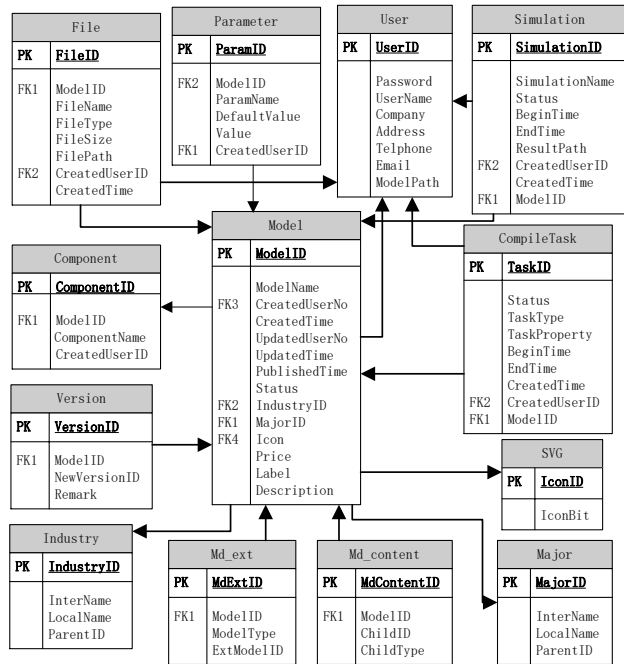 File
PK FileID
FK1 ModelID
FileName
FileType
FileSize
FilePath
FK2 CreatedUserID
CreatedTime
Parameter
PK ParamID
FK2 ModelID
ParamName
DefaultValue
Value
FK1 CreatedUserID
User
PK UserID
Password
UserName
Company
Address
Telphone
Email
ModelPath
Simulation
PK SimulationID
SimulationName
Status
BeginTime
EndTime
ResultPath
FK2 CreatedUserID
CreatedTime
FK1 ModelID
Model
PK ModelID
ModelName
FK3 CreatedUserNo
CreatedTime
UpdatedUserNo
UpdatedTime
PublishedTime
Status
FK2 IndustryID
FK1 MajorID
FK4 Icon
Price
Label
Description
Component
PK ComponentID
FK1 ModelID
ComponentName
CreatedUserID
CompileTask
PK TaskID
Status
TaskType
TaskProperty
BeginTime
EndTime
CreatedTime
FK2 CreatedUserID
FK1 ModelID
Version
PK VersionID
FK1 ModelID
NewVersionID
Remark
SVG
PK IconID
IconBit
Industry
PK IndustryID
InterName
LocalName
ParentID
Md_ext
PK MdExtID
FK1 ModelID
ModelType
ExtModelID
Md_content
PK MdContentID
FK1 ModelID
ChildID
ChildType
Major
PK MajorID
InterName
LocalName
ParentID